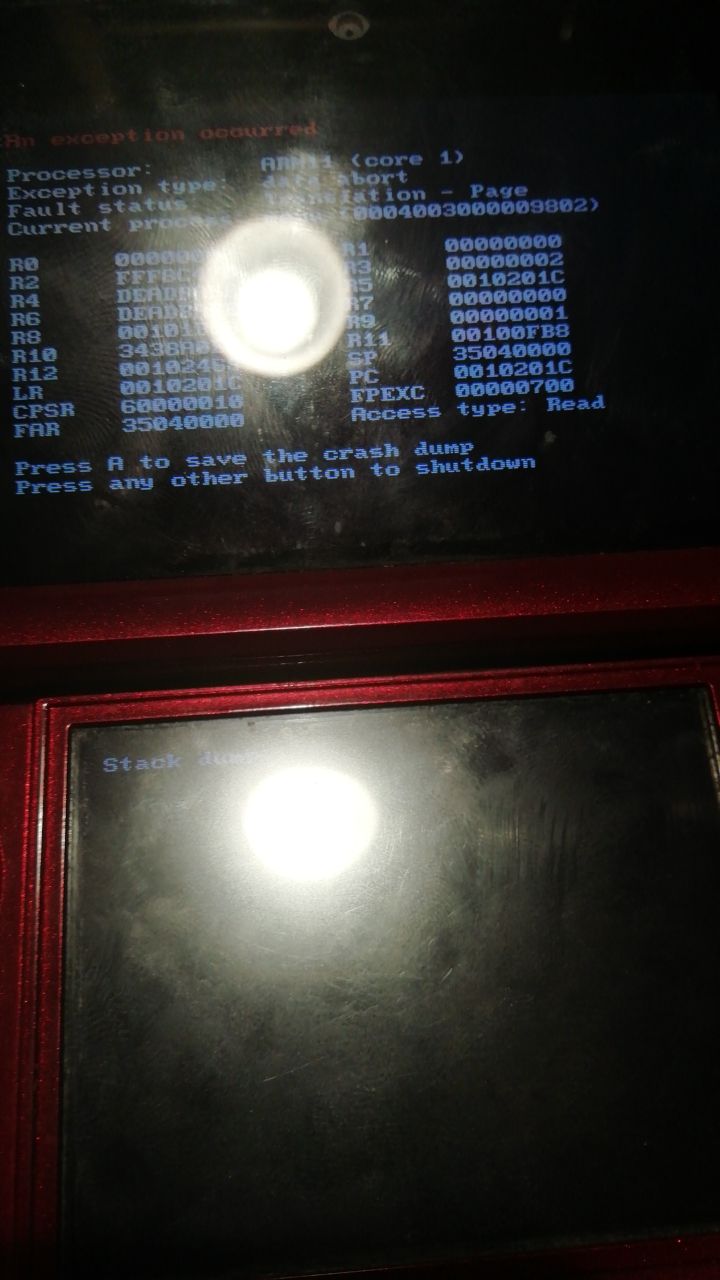 An exception occurred
Processor: ARM11 (core 1)
Exception type: data abort
Fault status Translation - Page
Current process (0004003000009802)
R0 R1 00000000
R2 R3 00000002
R4 R5 0010201C
R6 R7 00000000
R8 R9 00000001
R10 R11 00100FB8
R12 SP 35040000
LR 0010201C PC 0010201C
CPSR 60000010 FPEXC 00000700
FAR 35040000 Access type: Read
Press A to save the crash dump
Press any other button to shutdown
Stack dump